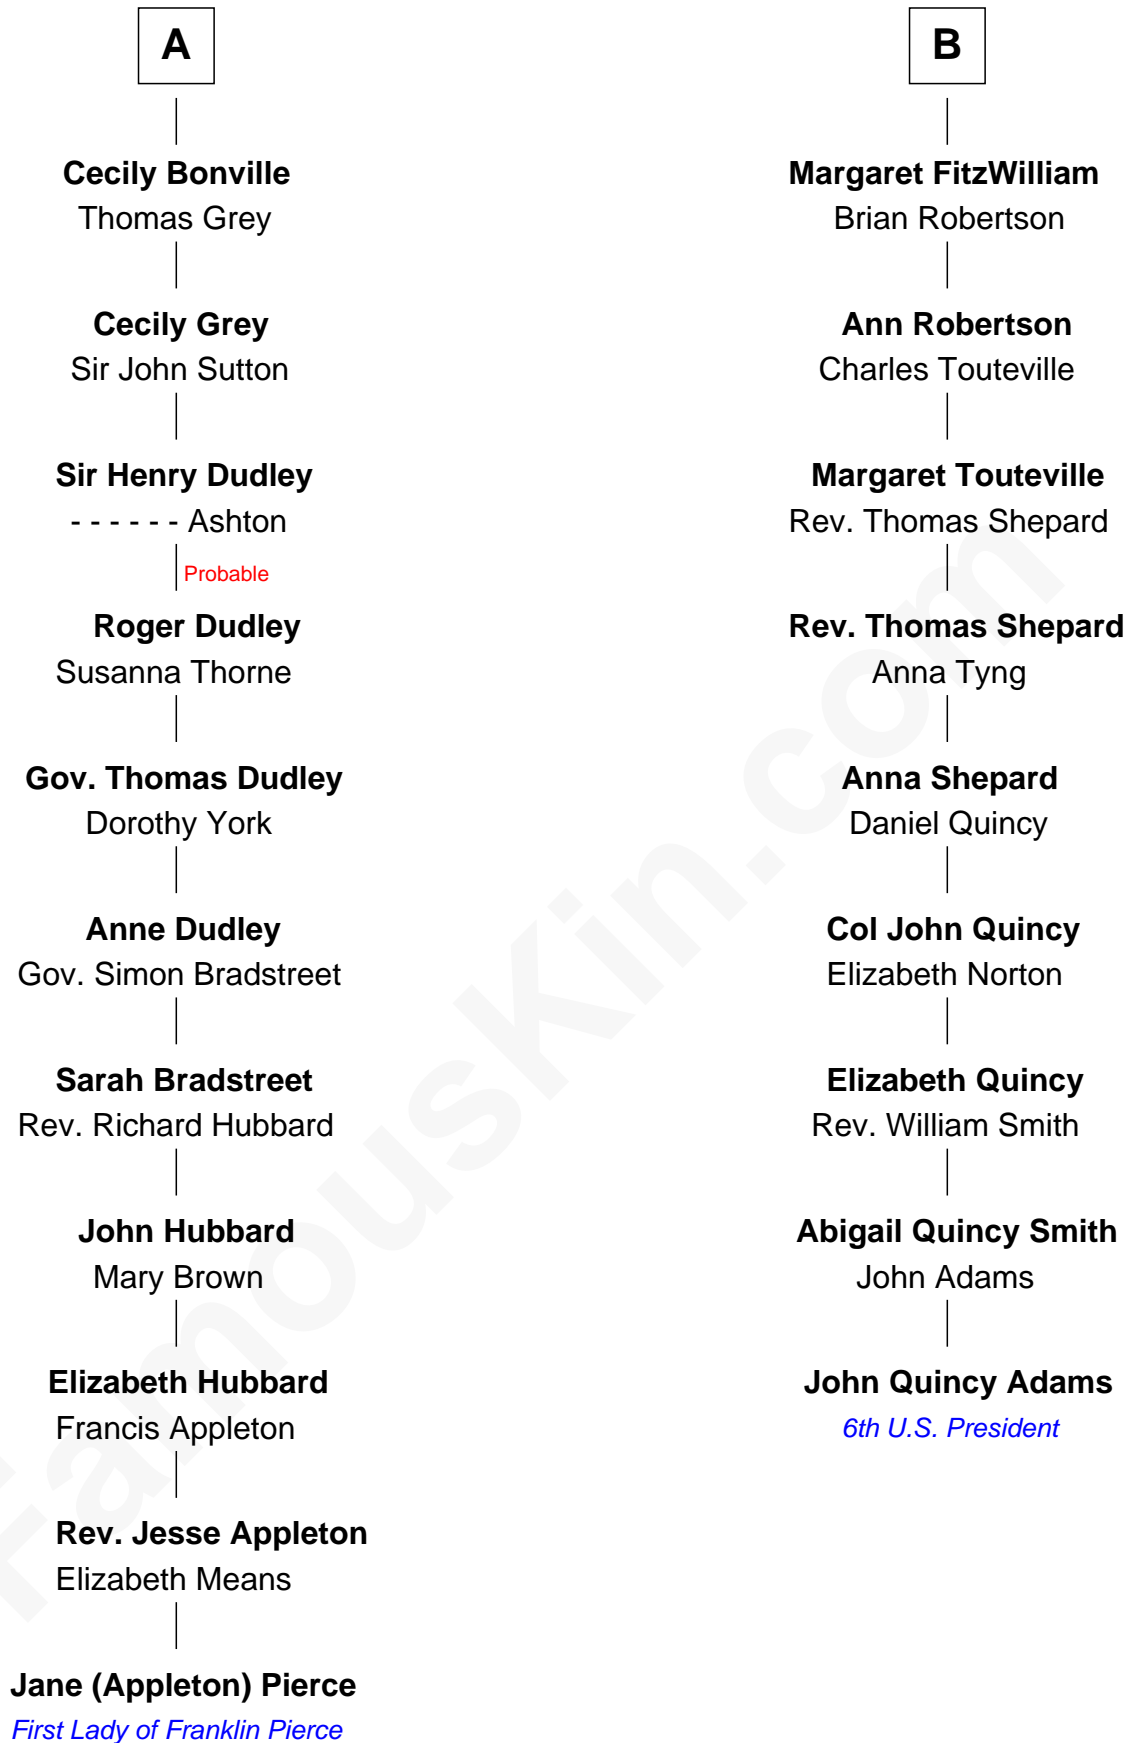 A
Cecily Bonville
Thomas Grey
Cecily Grey
Sir John Sutton
Sir Henry Dudley
- - - - - - Ashton
Probable
Roger Dudley
Susanna Thorne
Gov. Thomas Dudley
Dorothy York
Anne Dudley
Gov. Simon Bradstreet
Sarah Bradstreet
Rev. Richard Hubbard
John Hubbard
Mary Brown
Elizabeth Hubbard
Francis Appleton
Rev. Jesse Appleton
Elizabeth Means
Jane (Appleton) Pierce
First Lady of Franklin Pierce
B
Margaret FitzWilliam
Brian Robertson
Ann Robertson
Charles Touteville
Margaret Touteville
Rev. Thomas Shepard
Rev. Thomas Shepard
Anna Tyng
Anna Shepard
Daniel Quincy
Col John Quincy
Elizabeth Norton
Elizabeth Quincy
Rev. William Smith
Abigail Quincy Smith
John Adams
John Quincy Adams
6th U.S. President
FamousKin.com